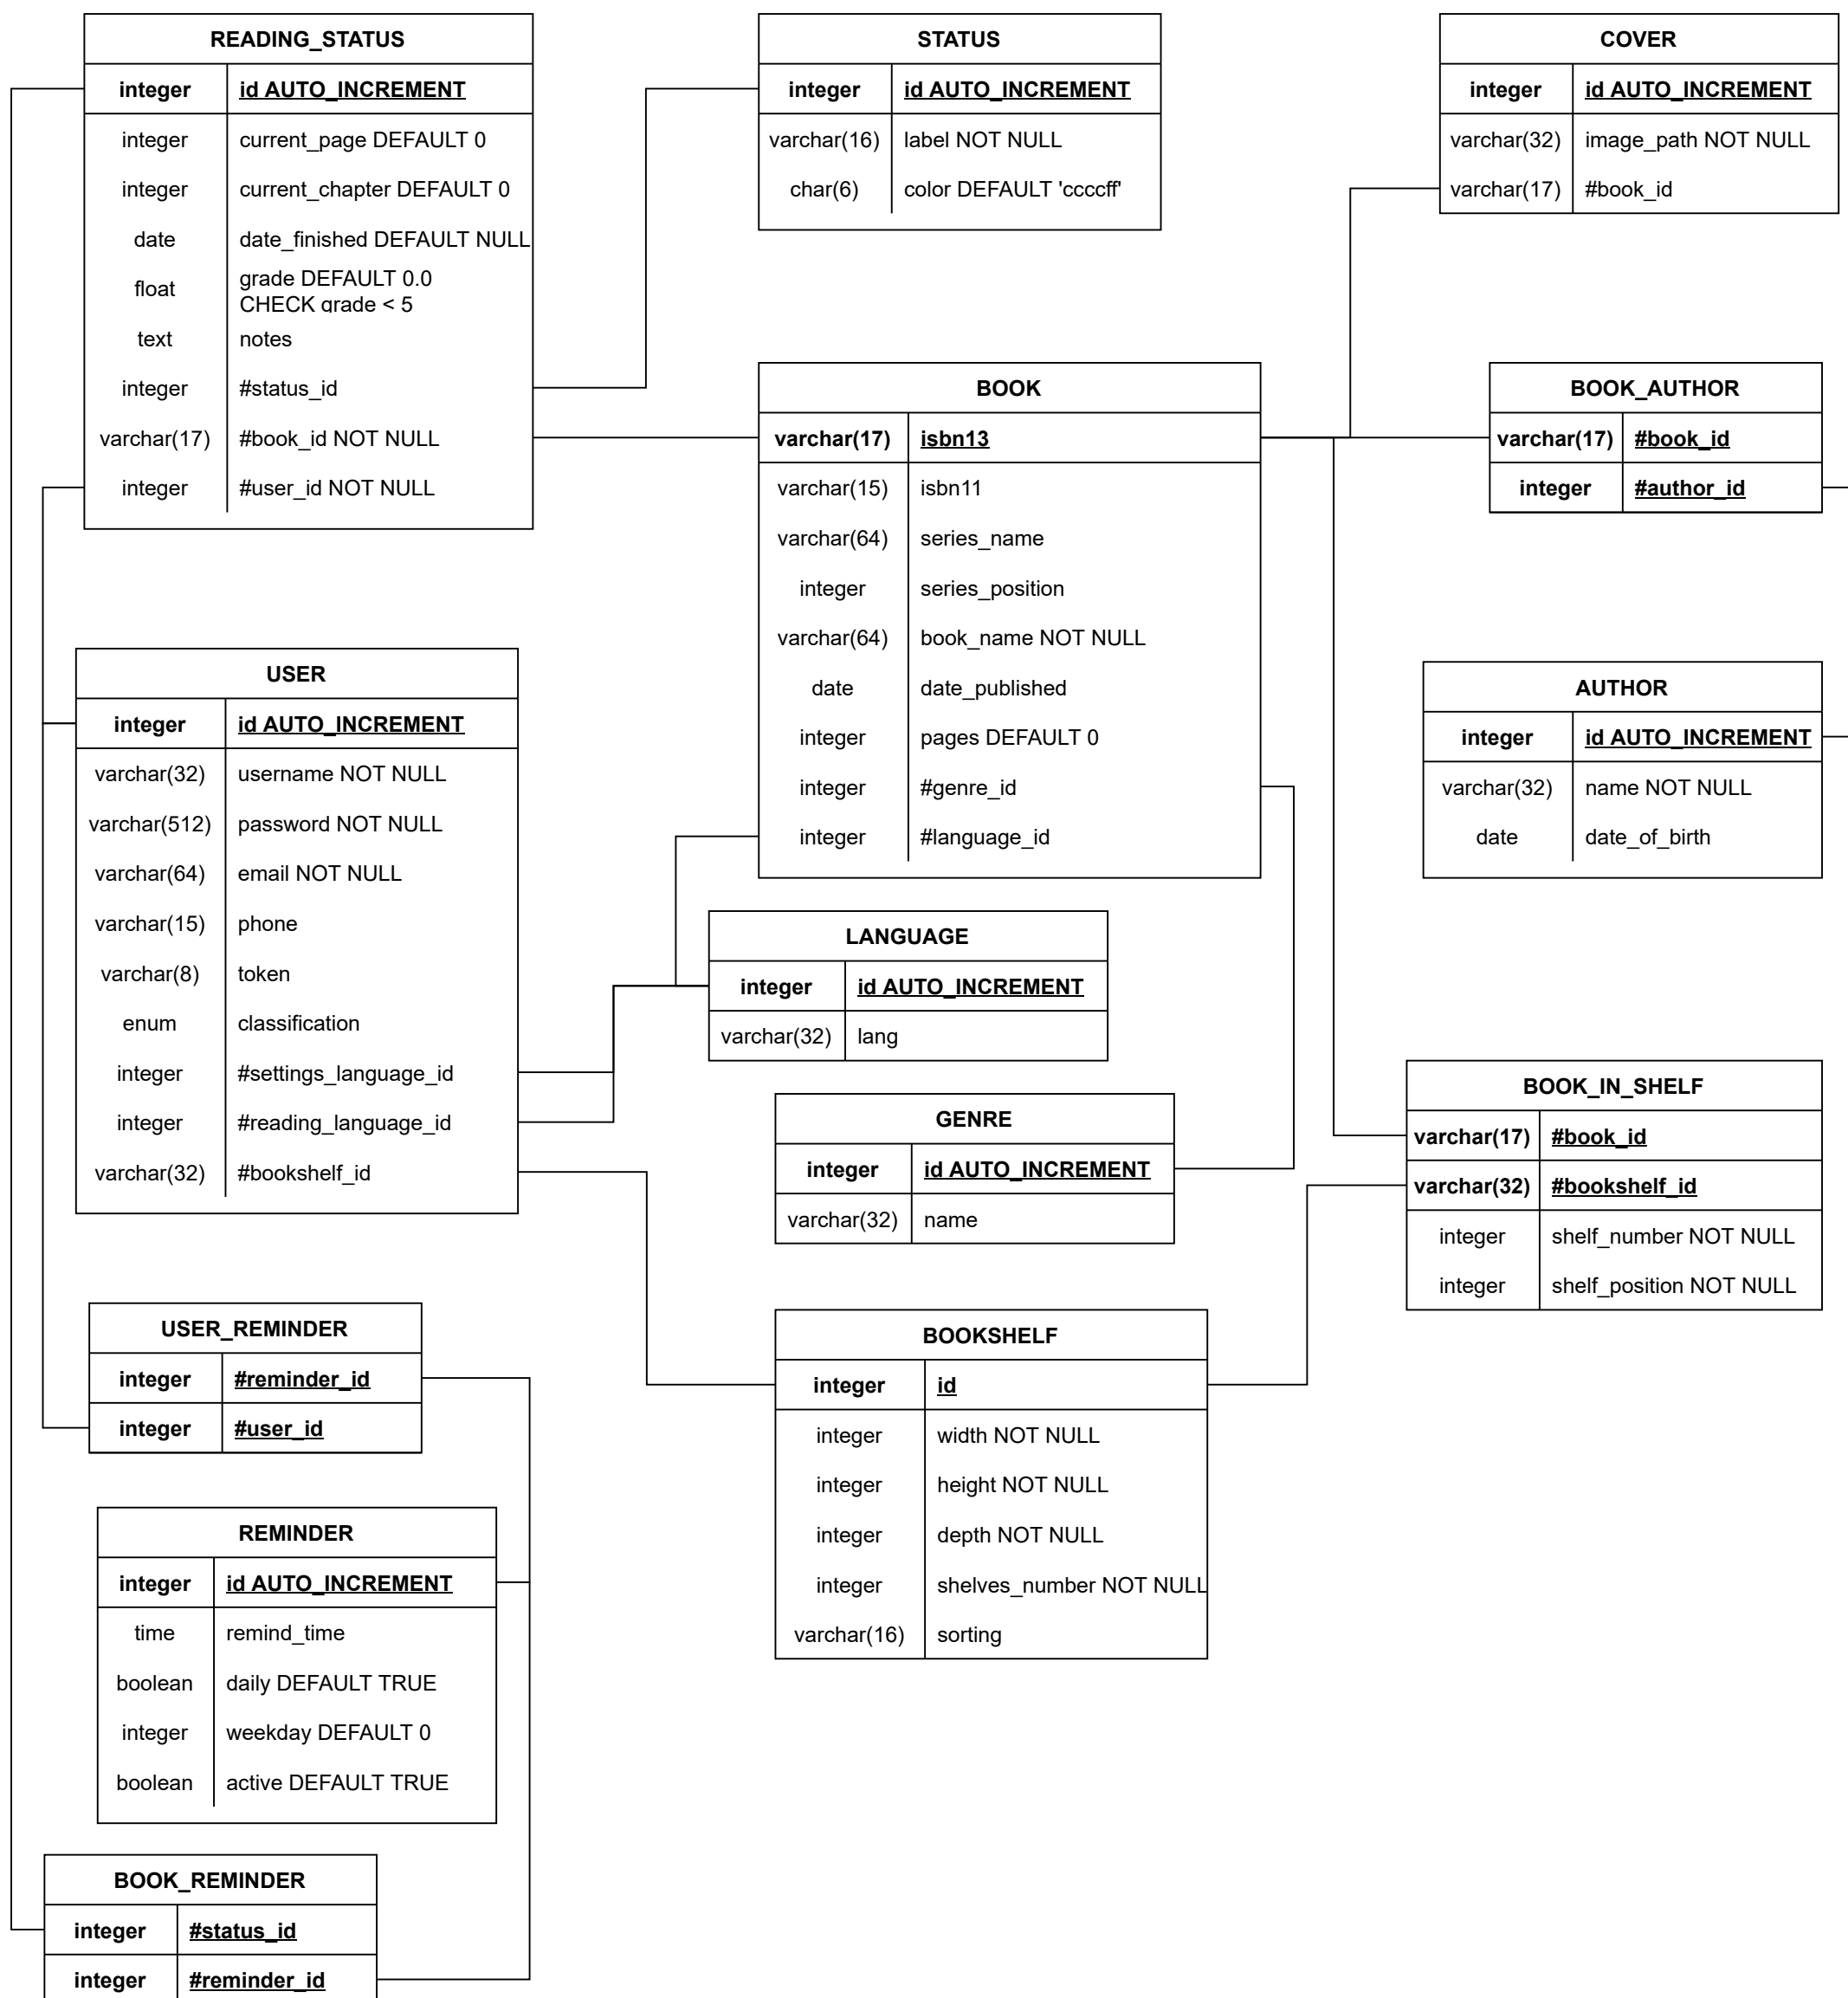 READING_STATUS
integer id AUTO_INCREMENT
integer current_page DEFAULT 0
integer current_chapter DEFAULT 0
date date_finished DEFAULT NULL
float grade DEFAULT 0.0
CHECK grade < 5
text notes
integer #status_id
varchar(17) #book_id NOT NULL
integer #user_id NOT NULL
STATUS
integer id AUTO_INCREMENT
varchar(16) label NOT NULL
char(6) color DEFAULT 'ccccff'
COVER
integer id AUTO_INCREMENT
varchar(32) image_path NOT NULL
varchar(17) #book_id
BOOK
varchar(17) isbn13
varchar(15) isbn11
varchar(64) series_name
integer series_position
varchar(64) book_name NOT NULL
date date_published
integer pages DEFAULT 0
integer #genre_id
integer #language_id
BOOK_AUTHOR
varchar(17) #book_id
integer #author_id
USER
integer id AUTO_INCREMENT
varchar(32) username NOT NULL
varchar(512) password NOT NULL
varchar(64) email NOT NULL
varchar(15) phone
varchar(8) token
enum classification
integer #settings_language_id
integer #reading_language_id
varchar(32) #bookshelf_id
AUTHOR
integer id AUTO_INCREMENT
varchar(32) name NOT NULL
date date_of_birth
LANGUAGE
integer id AUTO_INCREMENT
varchar(32) lang
GENRE
integer id AUTO_INCREMENT
varchar(32) name
BOOK_IN_SHELF
varchar(17) #book_id
varchar(32) #bookshelf_id
integer shelf_number NOT NULL
integer shelf_position NOT NULL
USER_REMINDER
integer #reminder_id
integer #user_id
BOOKSHELF
integer id
integer width NOT NULL
integer height NOT NULL
integer depth NOT NULL
integer shelves_number NOT NULL
varchar(16) sorting
REMINDER
integer id AUTO_INCREMENT
time remind_time
boolean daily DEFAULT TRUE
integer weekday DEFAULT 0
boolean active DEFAULT TRUE
BOOK_REMINDER
integer #status_id
integer #reminder_id